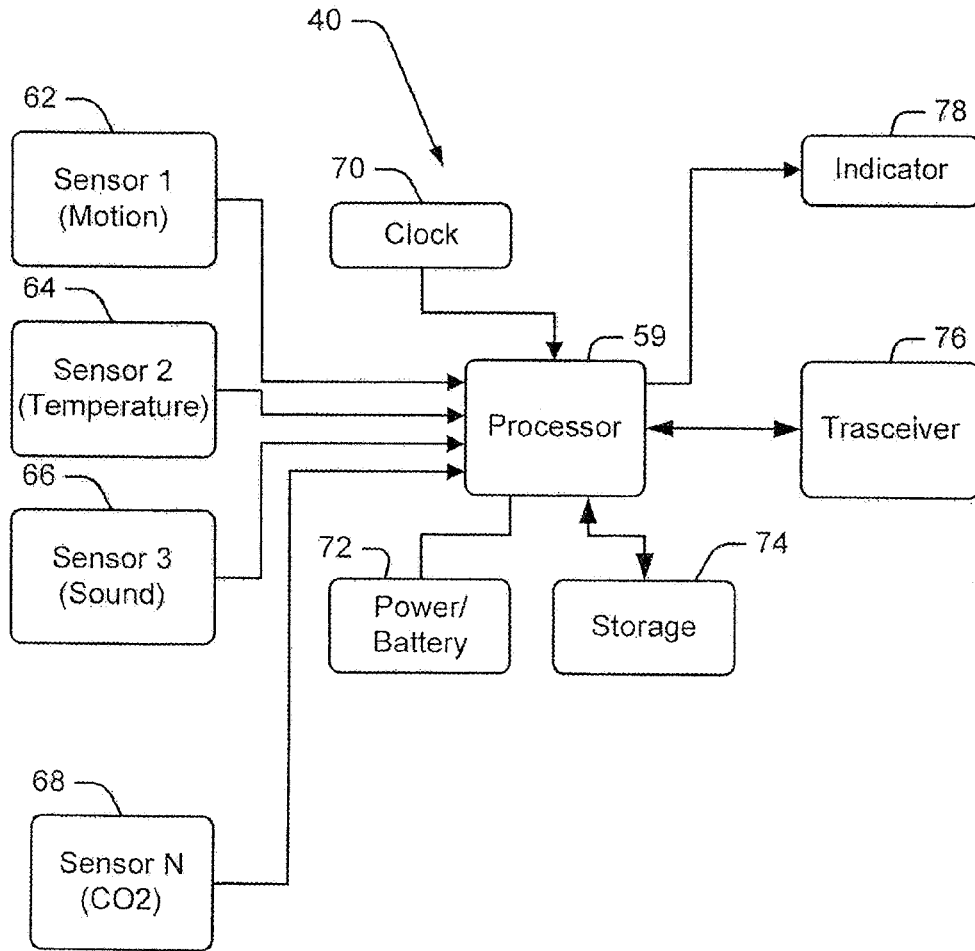 40
62
Sensor 1
(Motion)
70
Clock
78
Indicator
64
Sensor 2
(Temperature)
59
Processor
76
Trasceiver
66
Sensor 3
(Sound)
72
Power/
Battery
74
Storage
68
Sensor N
(CO2)